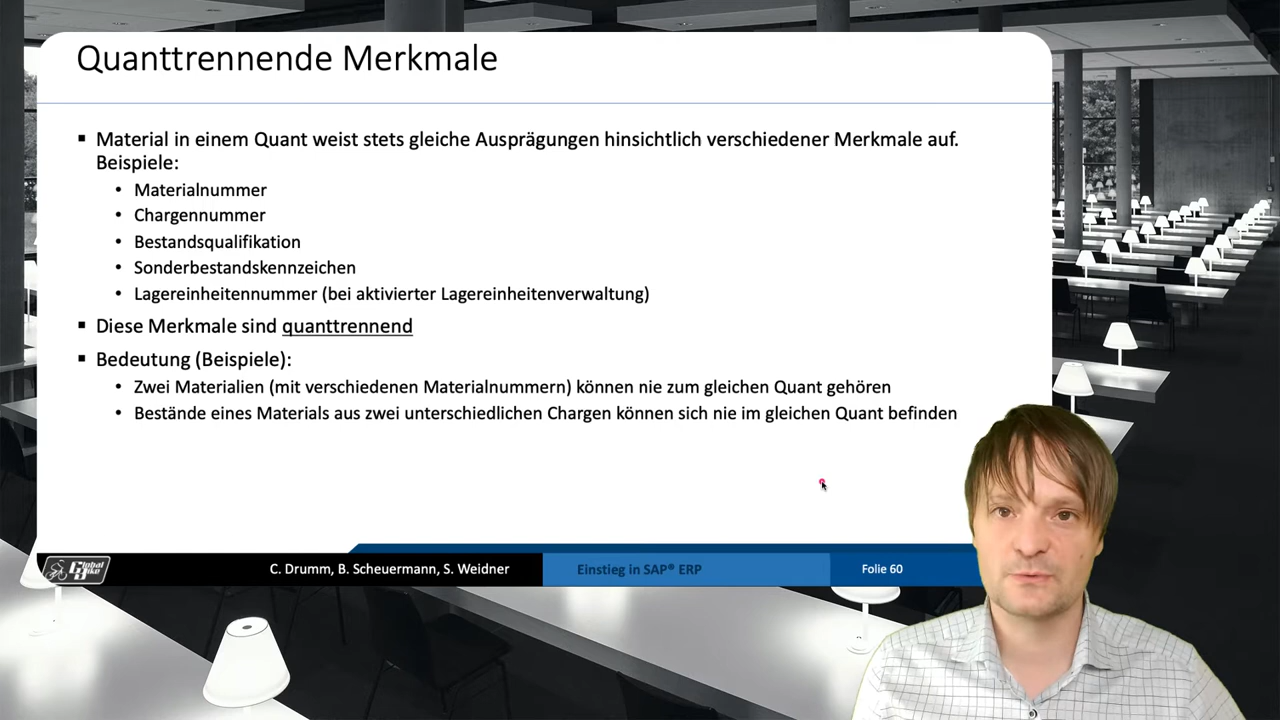 Quanttrennende Merkmale
▪ Material in einem Quant weist stets gleiche Ausprägungen hinsichtlich verschiedener Merkmale auf.
Beispiele:
• Materialnummer
• Chargennummer
• Bestandsqualifikation
• Sonderbestandskennzeichen
• Lagereinheitennummer (bei aktivierter Lagereinheitenverwaltung)
▪ Diese Merkmale sind quanttrennend
▪ Bedeutung (Beispiele):
• Zwei Materialien (mit verschiedenen Materialnummern) können nie zum gleichen Quant gehören
• Bestände eines Materials aus zwei unterschiedlichen Chargen können sich nie im gleichen Quant befinden
Global
Bike
C. Drumm, B. Scheuermann, S. Weidner
Einstieg in SAP® ERP
Folie 60